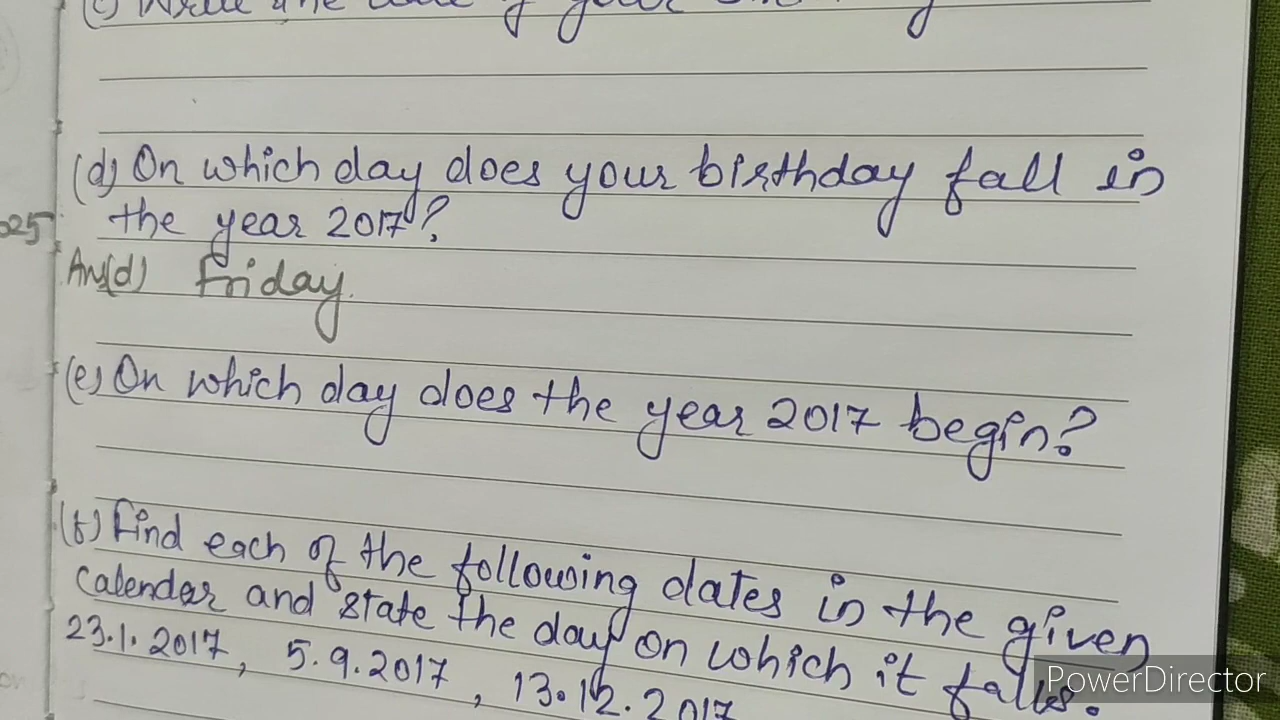 (d) On which day does your birthday fall in
the year 2017?
025
Ans(d) Friday.
(e) On which day does the year 2017 begin?
(f) Find each of the following dates in the given
Calendar and state the day on which it falls.
23.1.2017, 5.9.2017, 13.12.2017
PowerDirector